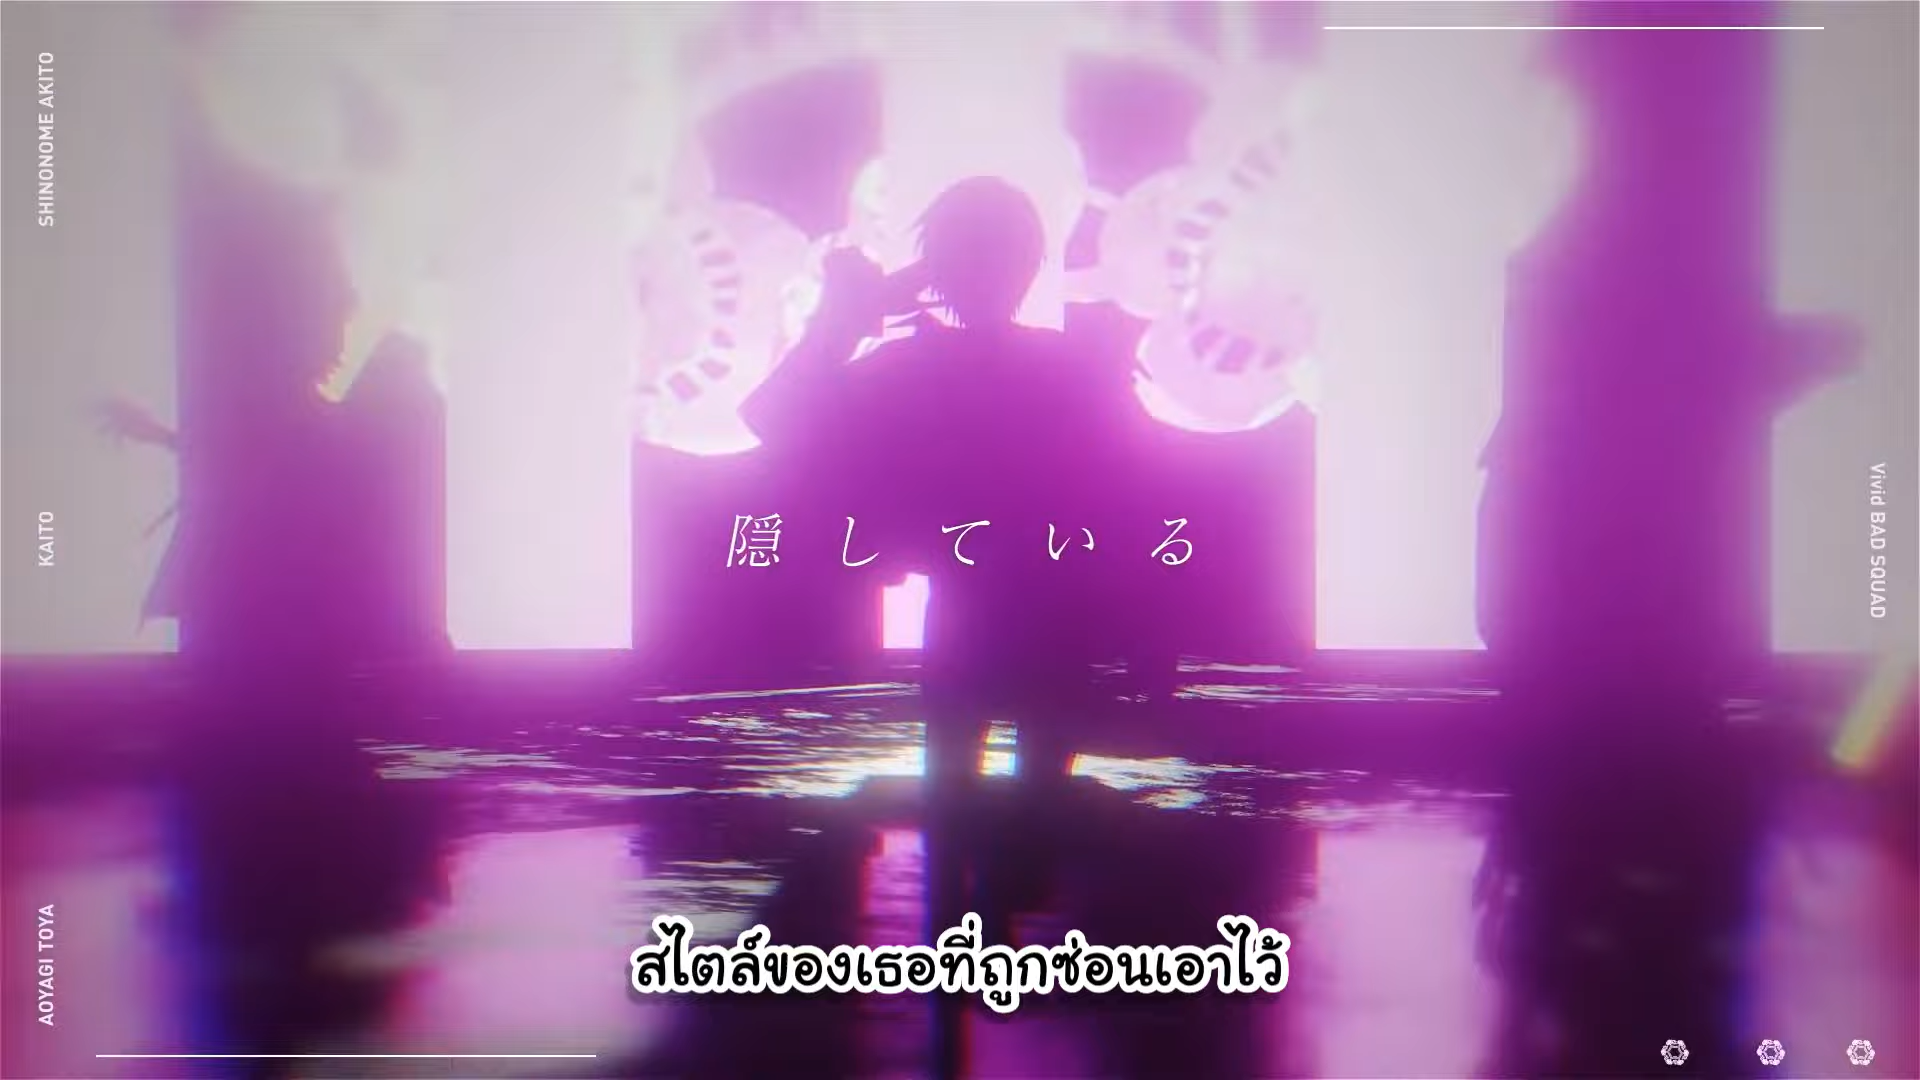 SHINONOME AKITO
KAITO
AOYAGI TOYA
隠している
Vivid BAD SQUAD
สไตล์ของเธอที่ถูกซ่อนเอาไว้